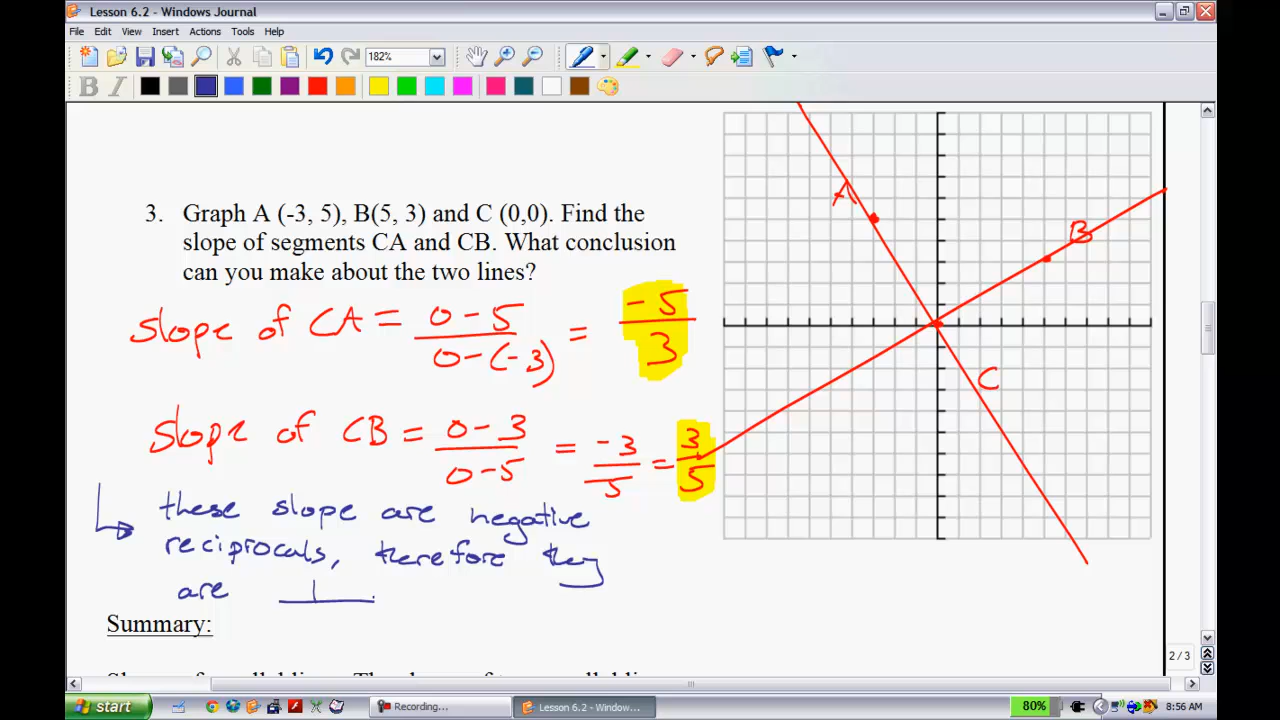 Lesson 6.2 - Windows Journal
File Edit View Insert Actions Tools Help
182%
B I
3. Graph A (-3, 5), B(5, 3) and C (0,0). Find the
slope of segments CA and CB. What conclusion
can you make about the two lines?
slope of CA = 0-5 / 0-(-3) = -5 / 3
slope of CB = 0-3 / 0-5 = -3 / 5 = 3 / 5
these slope are negative
reciprocals, therefore they
are ⊥
Summary:
A
B
C
2 / 3
start Recording... Lesson 6.2 - Window... 80% 8:56 AM